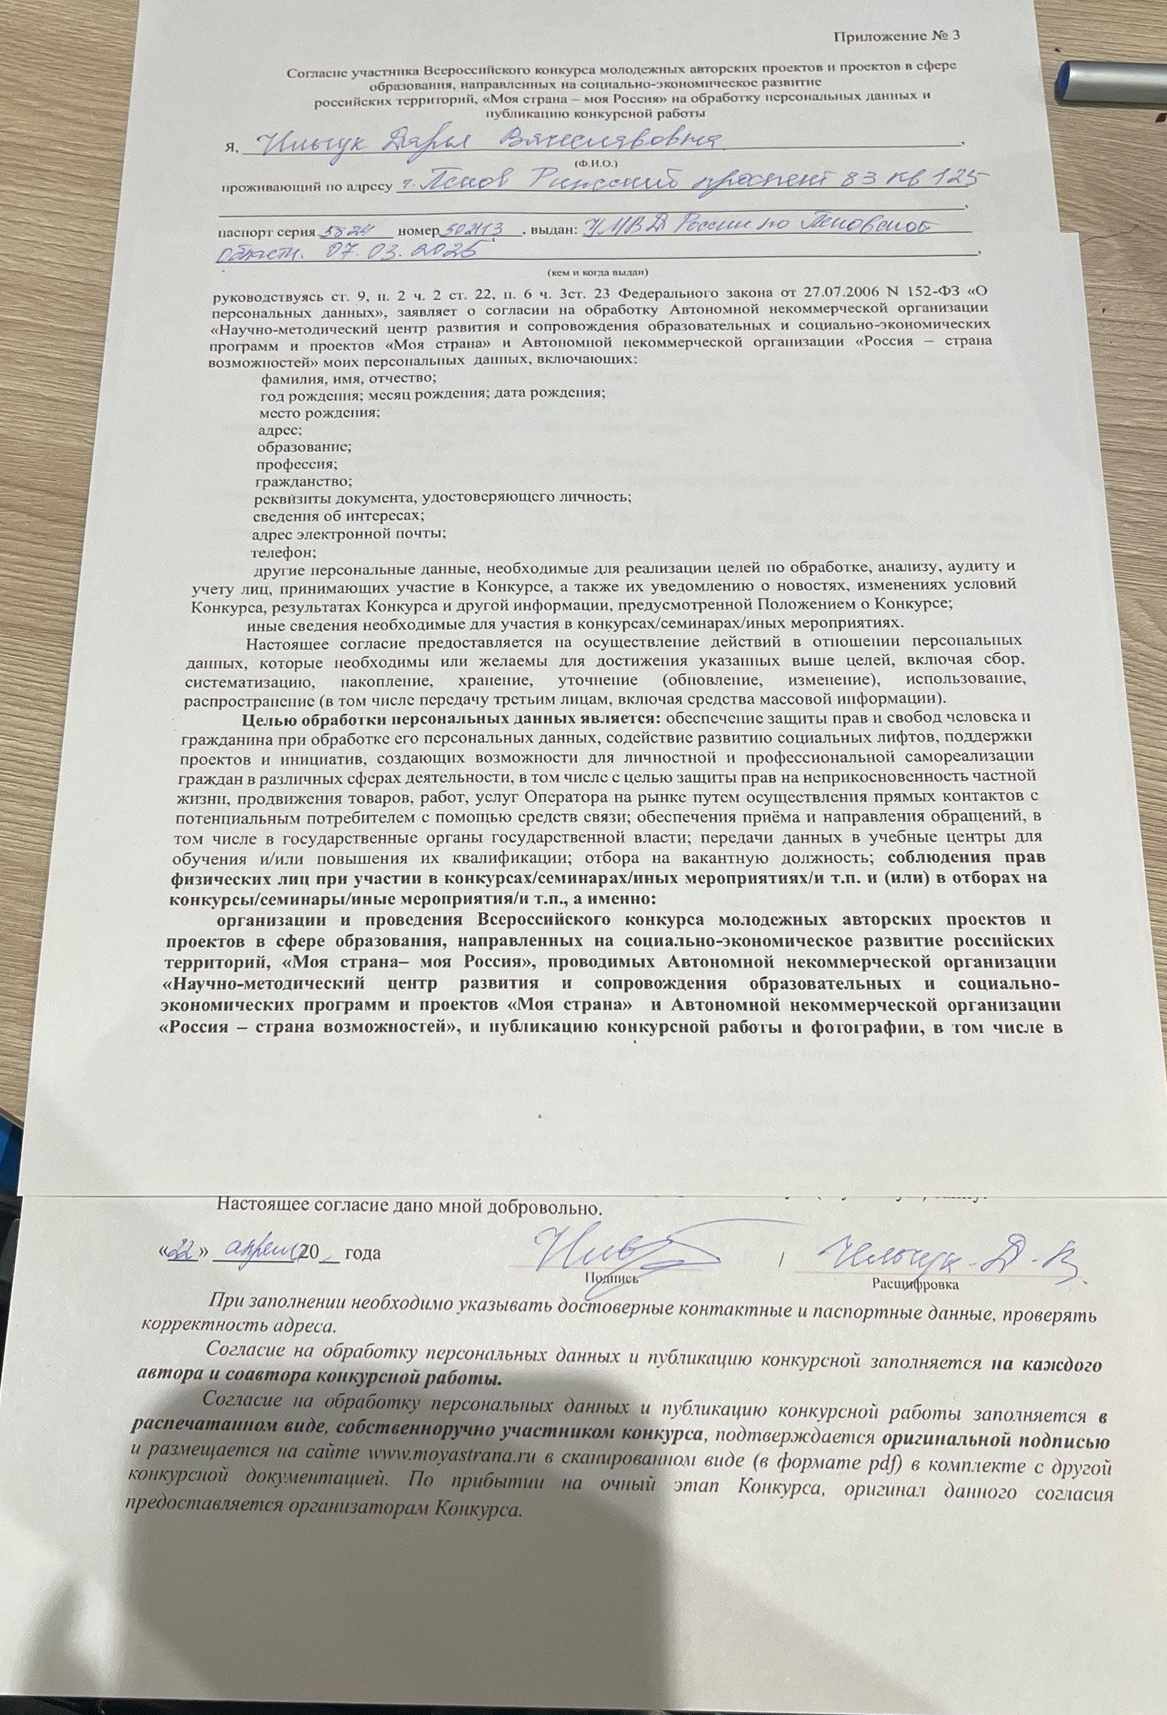 Приложение № 3
Согласие участника Всероссийского конкурса молодежных авторских проектов и проектов в сфере
образования, направленных на социально-экономическое развитие
российских территорий, «Моя страна – моя Россия» на обработку персональных данных и
публикацию конкурсной работы
Я, Дарья Вячеславовна,
(Ф.И.О.)
проживающий по адресу г. Псков Рижский проспект 83 кв 125
,
паспорт серия 5824 номер 502113, выдан: УМВД России по Псковской
области. 07.03.2025,
(кем и когда выдан)
руководствуясь ст. 9, п. 2 ч. 2 ст. 22, п. 6 ч. 3ст. 23 Федерального закона от 27.07.2006 N 152-ФЗ «О
персональных данных», заявляет о согласии на обработку Автономной некоммерческой организации
«Научно-методический центр развития и сопровождения образовательных и социально-экономических
программ и проектов «Моя страна» и Автономной некоммерческой организации «Россия – страна
возможностей» моих персональных данных, включающих:
фамилия, имя, отчество;
год рождения; месяц рождения; дата рождения;
место рождения;
адрес;
образование;
профессия;
гражданство;
реквизиты документа, удостоверяющего личность;
сведения об интересах;
адрес электронной почты;
телефон;
другие персональные данные, необходимые для реализации целей по обработке, анализу, аудиту и
учету лиц, принимающих участие в Конкурсе, а также их уведомлению о новостях, изменениях условий
Конкурса, результатах Конкурса и другой информации, предусмотренной Положением о Конкурсе;
иные сведения необходимые для участия в конкурсах/семинарах/иных мероприятиях.
Настоящее согласие предоставляется на осуществление действий в отношении персональных
данных, которые необходимы или желаемы для достижения указанных выше целей, включая сбор,
систематизацию, накопление, хранение, уточнение (обновление, изменение), использование,
распространение (в том числе передачу третьим лицам, включая средства массовой информации).
Целью обработки персональных данных является: обеспечение защиты прав и свобод человека и
гражданина при обработке его персональных данных, содействие развитию социальных лифтов, поддержки
проектов и инициатив, создающих возможности для личностной и профессиональной самореализации
граждан в различных сферах деятельности, в том числе с целью защиты прав на неприкосновенность частной
жизни, продвижения товаров, работ, услуг Оператора на рынке путем осуществления прямых контактов с
потенциальным потребителем с помощью средств связи; обеспечения приёма и направления обращений, в
том числе в государственные органы государственной власти; передачи данных в учебные центры для
обучения и/или повышения их квалификации; отбора на вакантную должность; соблюдения прав
физических лиц при участии в конкурсах/семинарах/иных мероприятиях/и т.п. и (или) в отборах на
конкурсы/семинары/иные мероприятия/и т.п., а именно:
организации и проведения Всероссийского конкурса молодежных авторских проектов и
проектов в сфере образования, направленных на социально-экономическое развитие российских
территорий, «Моя страна– моя Россия», проводимых Автономной некоммерческой организации
«Научно-методический центр развития и сопровождения образовательных и социально-
экономических программ и проектов «Моя страна» и Автономной некоммерческой организации
«Россия – страна возможностей», и публикацию конкурсной работы и фотографии, в том числе в
Настоящее согласие дано мной добровольно.
«22» апреля 20_ года / Д.В.
Подпись Расшифровка
При заполнении необходимо указывать достоверные контактные и паспортные данные, проверять
корректность адреса.
Согласие на обработку персональных данных и публикацию конкурсной заполняется на каждого
автора и соавтора конкурсной работы.
Согласие на обработку персональных данных и публикацию конкурсной работы заполняется в
распечатанном виде, собственноручно участником конкурса, подтверждается оригинальной подписью
и размещается на сайте www.moyastrana.ru в сканированном виде (в формате pdf) в комплекте с другой
конкурсной документацией. По прибытии на очный этап Конкурса, оригинал данного согласия
предоставляется организаторам Конкурса.